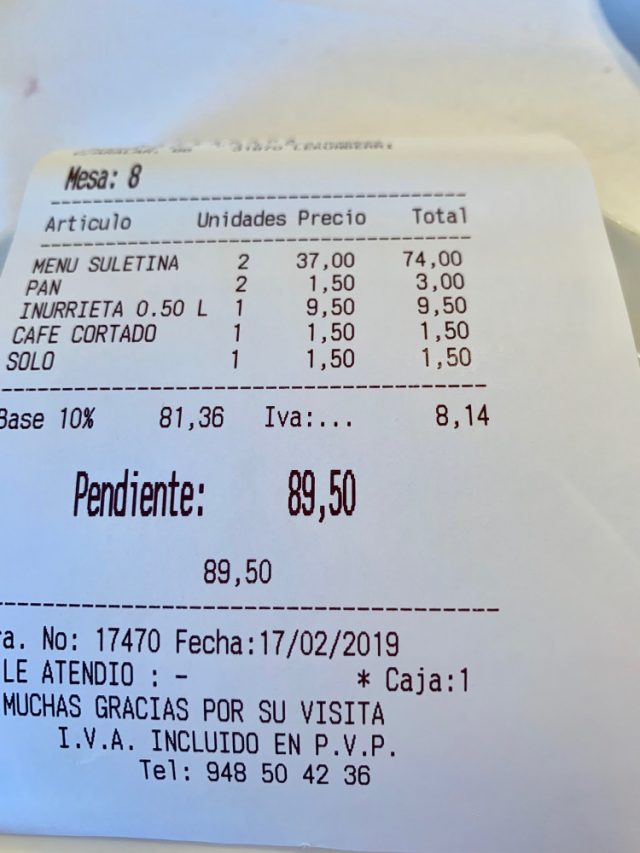 Mesa: 8
Articulo Unidades Precio Total
MENU SULETINA 2 37,00 74,00
PAN 2 1,50 3,00
INURRIETA 0.50 L 1 9,50 9,50
CAFE CORTADO 1 1,50 1,50
SOLO 1 1,50 1,50
Base 10% 81,36 Iva:... 8,14
Pendiente: 89,50
89,50
ra. No: 17470 Fecha:17/02/2019
LE ATENDIO : - * Caja:1
MUCHAS GRACIAS POR SU VISITA
I.V.A. INCLUIDO EN P.V.P.
Tel: 948 50 42 36